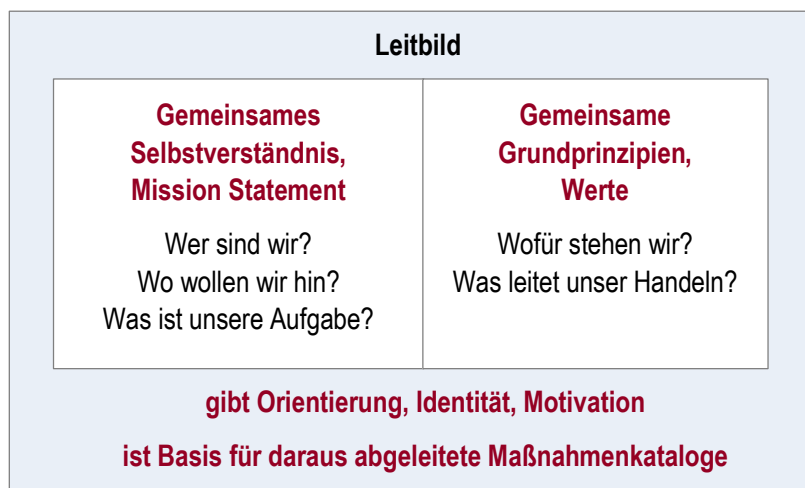 Leitbild
Gemeinsames
Selbstverständnis,
Mission Statement
Wer sind wir?
Wo wollen wir hin?
Was ist unsere Aufgabe?
Gemeinsame
Grundprinzipien,
Werte
Wofür stehen wir?
Was leitet unser Handeln?
gibt Orientierung, Identität, Motivation
ist Basis für daraus abgeleitete Maßnahmenkataloge